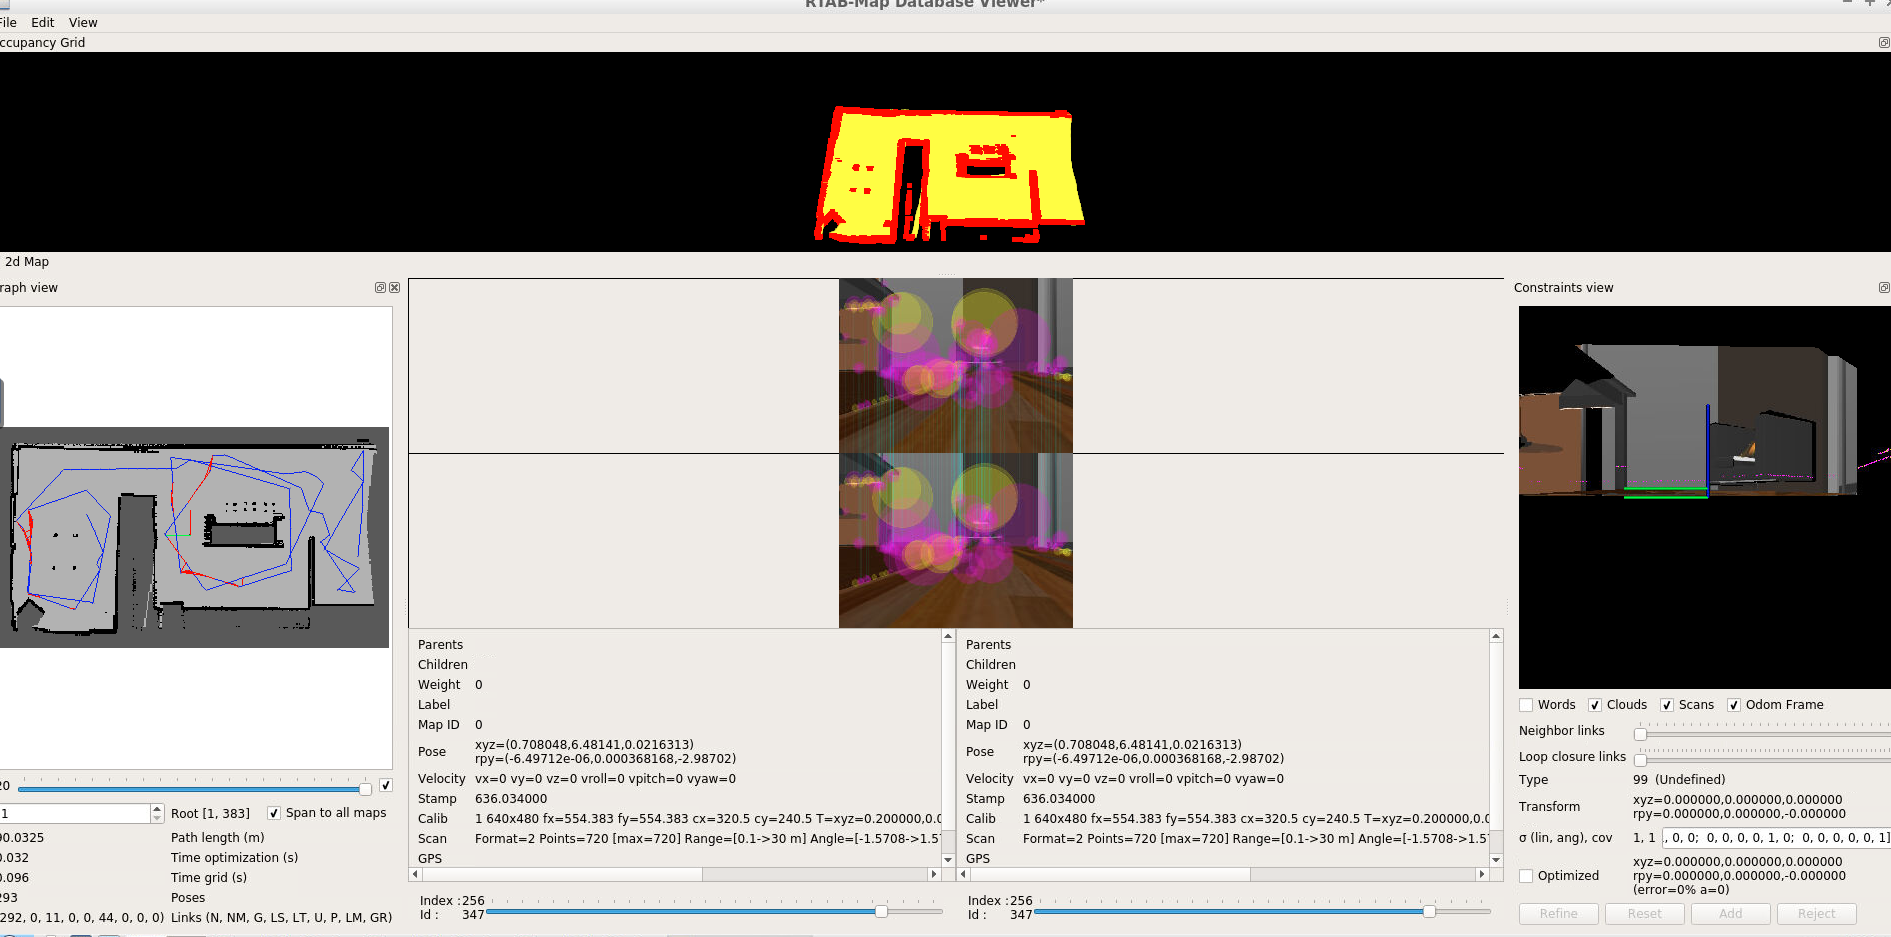 RTAB-Map Database Viewer*
File Edit View
ccupancy Grid
2d Map
raph view
Constraints view
Parents
Children
Weight 0
Label
Map ID 0
Pose xyz=(0.708048,6.48141,0.0216313)
rpy=(-6.49712e-06,0.000368168,-2.98702)
Velocity vx=0 vy=0 vz=0 vroll=0 vpitch=0 vyaw=0
Stamp 636.034000
Calib 1 640x480 fx=554.383 fy=554.383 cx=320.5 cy=240.5 T=xyz=0.200000,0.0
Scan Format=2 Points=720 [max=720] Range=[0.1->30 m] Angle=[-1.5708->1.5
GPS
Index : 256
Id : 347
Parents
Children
Weight 0
Label
Map ID 0
Pose xyz=(0.708048,6.48141,0.0216313)
rpy=(-6.49712e-06,0.000368168,-2.98702)
Velocity vx=0 vy=0 vz=0 vroll=0 vpitch=0 vyaw=0
Stamp 636.034000
Calib 1 640x480 fx=554.383 fy=554.383 cx=320.5 cy=240.5 T=xyz=0.200000,0.0
Scan Format=2 Points=720 [max=720] Range=[0.1->30 m] Angle=[-1.5708->1.5
GPS
Index : 256
Id : 347
20
1 Root [1, 383] Span to all maps
90.0325 Path length (m)
0.032 Time optimization (s)
0.096 Time grid (s)
293 Poses
292, 0, 11, 0, 0, 44, 0, 0, 0) Links (N, NM, G, LS, LT, U, P, LM, GR)
Words Clouds Scans Odom Frame
Neighbor links
Loop closure links
Type 99 (Undefined)
Transform xyz=0.000000,0.000000,0.000000
rpy=0.000000,0.000000,-0.000000
σ (lin, ang), cov 1, 1 , 0, 0; 0, 0, 0, 0, 1, 0; 0, 0, 0, 0, 0, 1]
Optimized xyz=0.000000,0.000000,0.000000
rpy=0.000000,0.000000,-0.000000
(error=0% a=0)
Refine Reset Add Reject